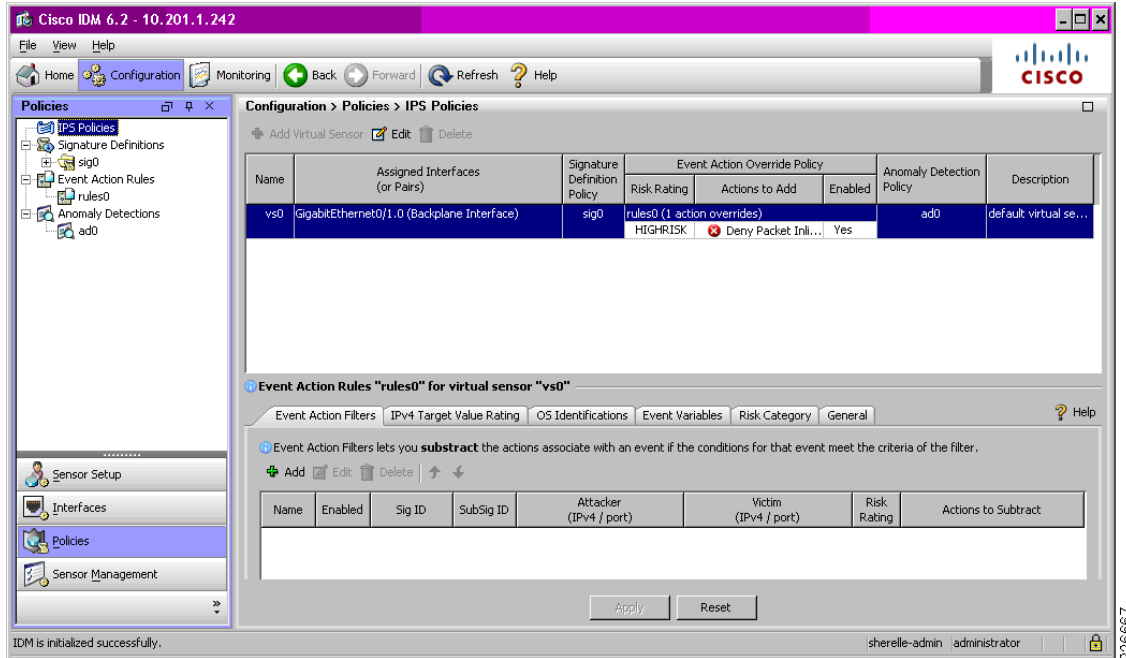 Cisco IDM 6.2 - 10.201.1.242
File View Help
Home Configuration Monitoring Back Forward Refresh Help
CISCO
Policies
IPS Policies
Signature Definitions
sig0
Event Action Rules
rules0
Anomaly Detections
ad0
Sensor Setup
Interfaces
Policies
Sensor Management
Configuration > Policies > IPS Policies
Add Virtual Sensor Edit Delete
Name
Assigned Interfaces
(or Pairs)
Signature
Definition
Policy
Event Action Override Policy
Risk Rating Actions to Add Enabled
Anomaly Detection
Policy
Description
vs0 GigabitEthernet0/1.0 (Backplane Interface) sig0 rules0 (1 action overrides) ad0 default virtual se...
HIGHRISK Deny Packet Inli... Yes
Event Action Rules "rules0" for virtual sensor "vs0"
Event Action Filters IPv4 Target Value Rating OS Identifications Event Variables Risk Category General Help
Event Action Filters lets you substract the actions associate with an event if the conditions for that event meet the criteria of the filter.
Add Edit Delete
Name Enabled Sig ID SubSig ID
Attacker
(IPv4 / port)
Victim
(IPv4 / port)
Risk
Rating
Actions to Subtract
Apply Reset
IDM is initialized successfully. sherelle-admin administrator